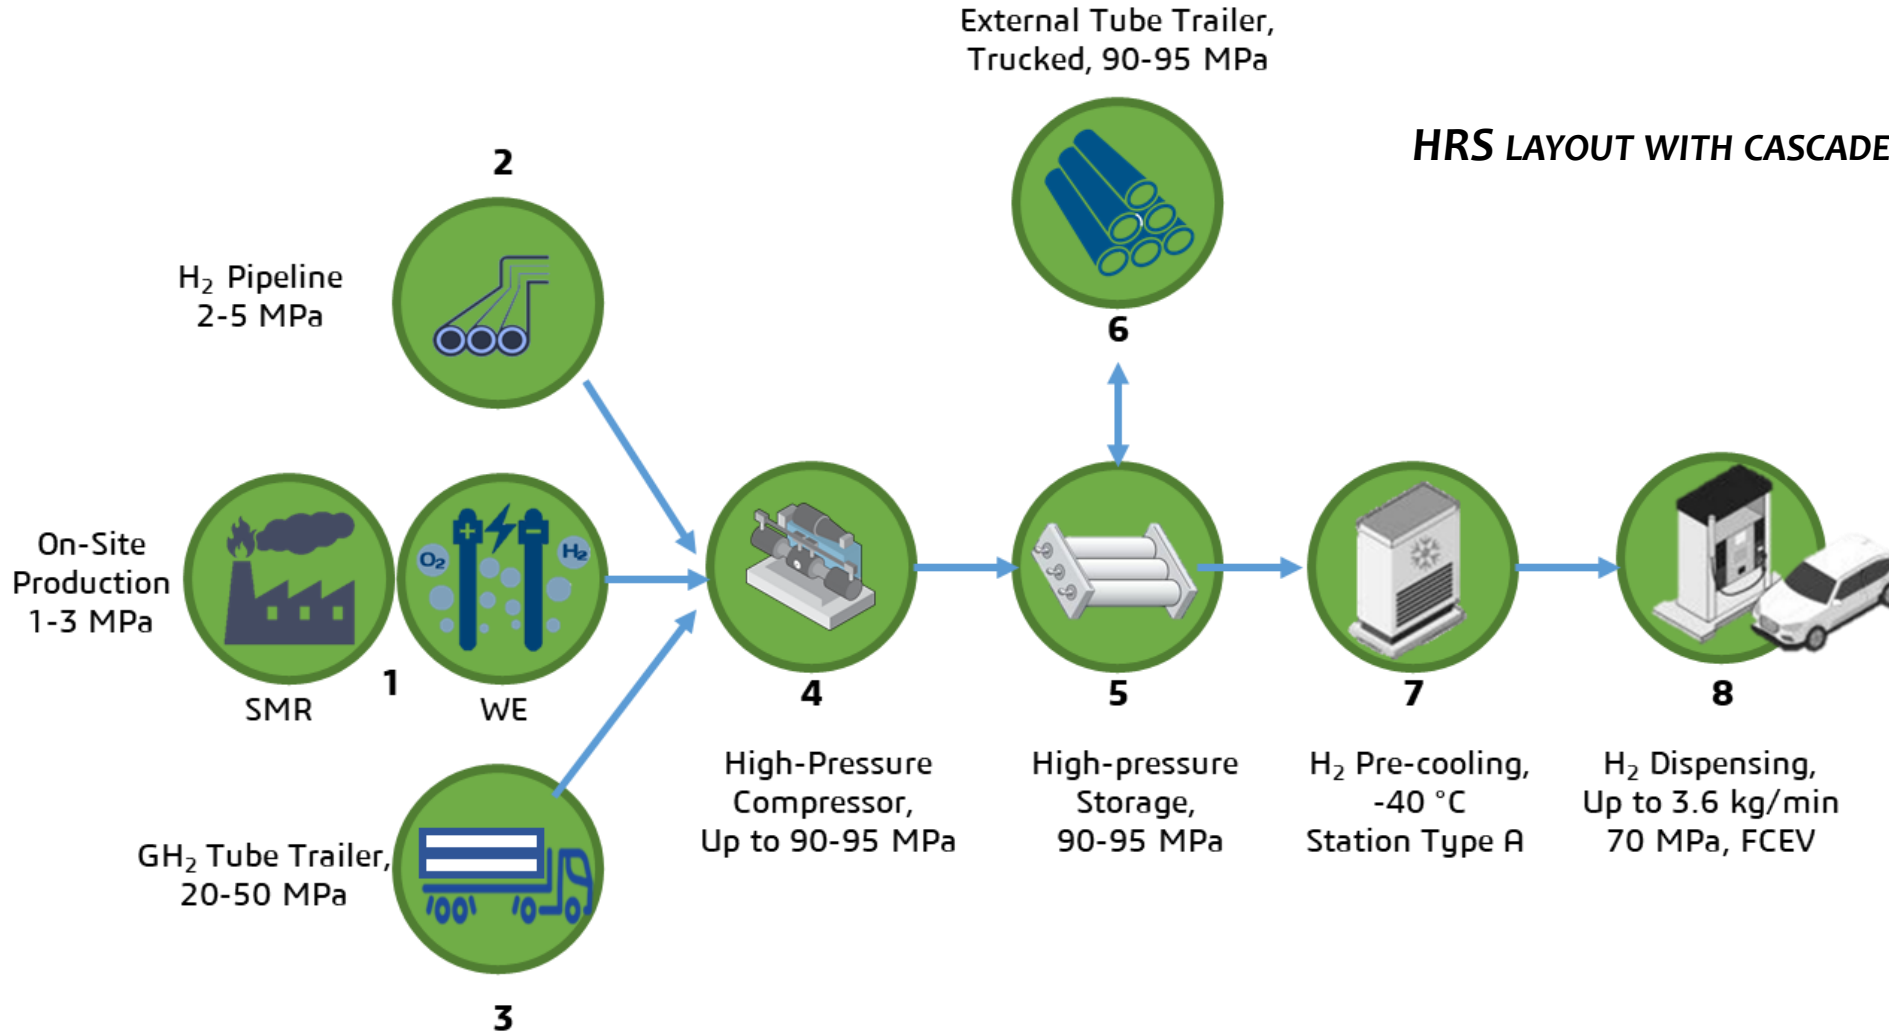 External Tube Trailer,
Trucked, 90-95 MPa
HRS LAYOUT WITH CASCADE
2
H₂ Pipeline
2-5 MPa
6
On-Site
Production
1-3 MPa
O₂
+
-
H₂
1
SMR
WE
4
5
7
8
High-Pressure
Compressor,
Up to 90-95 MPa
High-pressure
Storage,
90-95 MPa
H₂ Pre-cooling,
-40 °C
Station Type A
H₂ Dispensing,
Up to 3.6 kg/min
70 MPa, FCEV
GH₂ Tube Trailer,
20-50 MPa
3